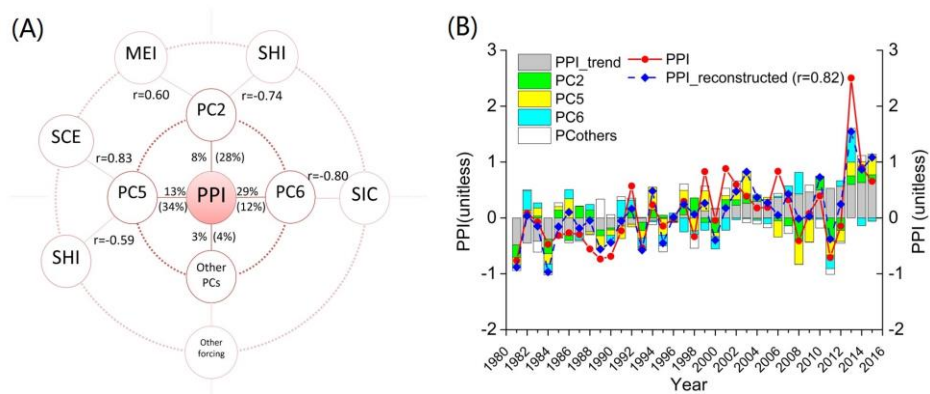 (A)
MEI
SHI
r=0.60
r=-0.74
PC2
SCE
r=0.83
8%
(28%)
r=-0.80
PC5
13%
(34%)
PPI
29%
(12%)
PC6
SIC
r=-0.59
3%
(4%)
SHI
Other
PCs
Other
forcing
(B)
3
2
1
0
-1
-2
PPI(unitless)
PPI_trend
PC2
PC5
PC6
PCothers
PPI
PPI_reconstructed (r=0.82)
3
2
1
0
-1
-2
PPI (unitless)
1980
1982
1984
1986
1988
1990
1992
1994
1996
1998
2000
2002
2004
2006
2008
2010
2012
2014
2016
Year